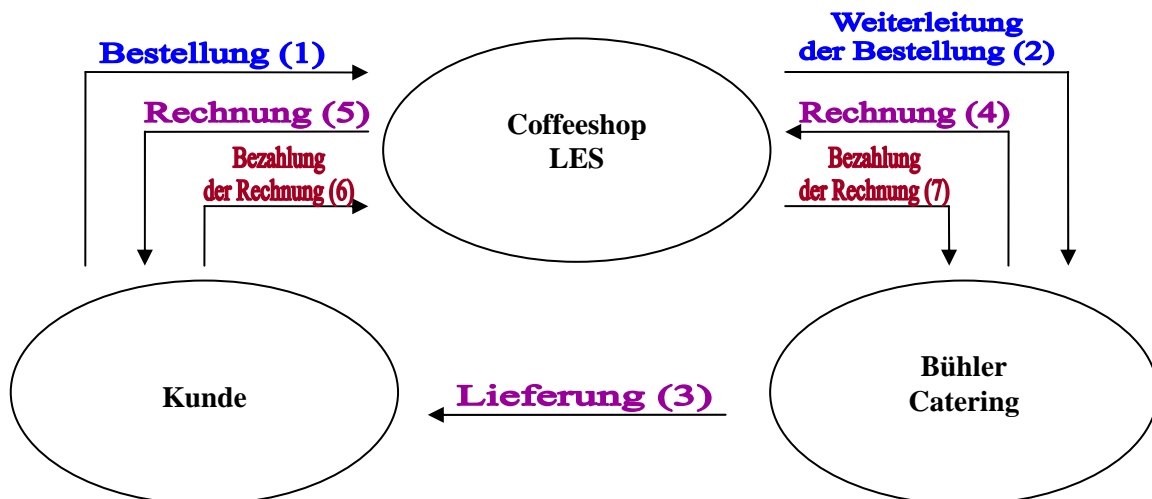 Bestellung (1)
Weiterleitung
der Bestellung (2)
Rechnung (5)
Rechnung (4)
Coffeeshop
LES
Bezahlung
der Rechnung (6)
Bezahlung
der Rechnung (7)
Kunde
Lieferung (3)
Bühler
Catering